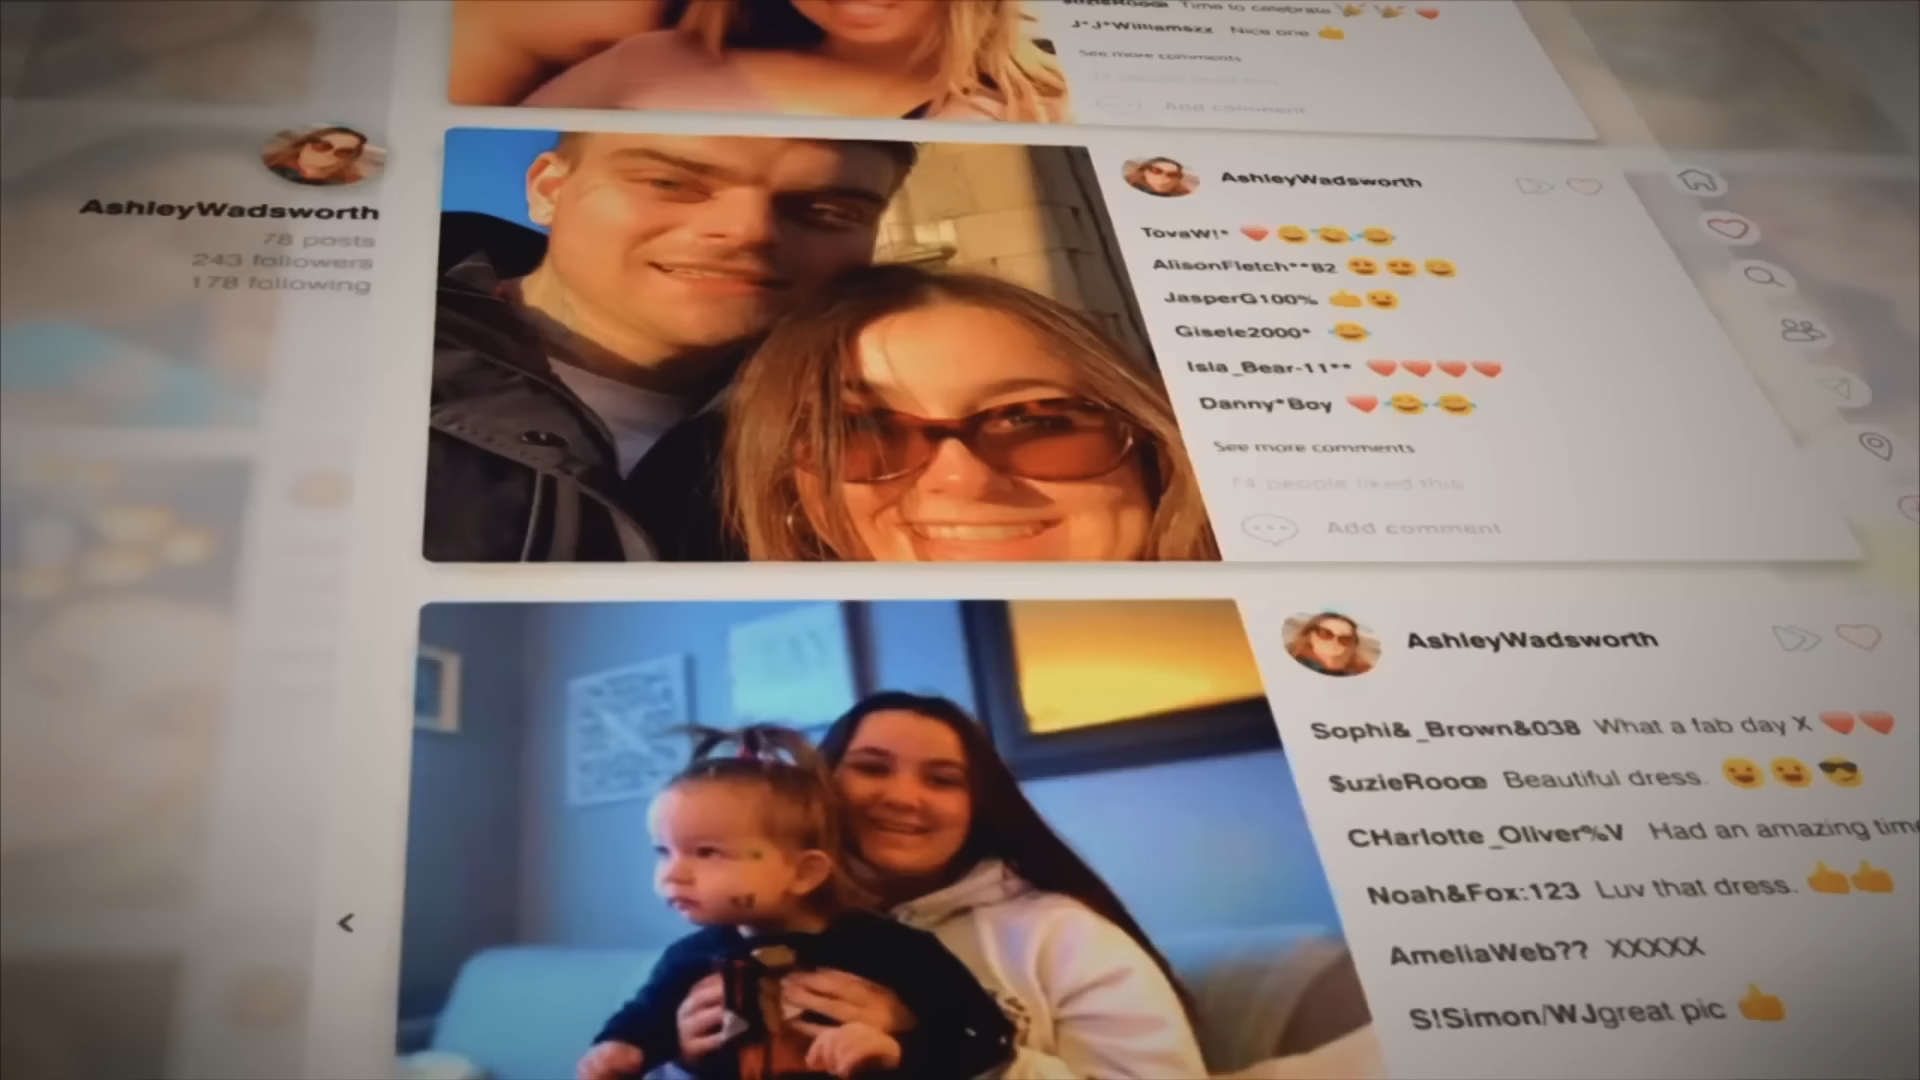 $uzieRooœ Time to celebrate
J*J*Williamszz Nice one
See more comments
Add comment
AshleyWadsworth
78 posts
243 followers
178 following
AshleyWadsworth
TovaW!*
AlisonFletch**82
JasperG100%
Gisele2000*
Isla_Bear-11**
Danny*Boy
See more comments
74 people liked this
Add comment
AshleyWadsworth
Sophi&_Brown&038 What a fab day X
$uzieRooœ Beautiful dress.
CHarlotte_Oliver%V Had an amazing time
Noah&Fox:123 Luv that dress.
AmeliaWeb?? XXXXX
S!Simon/WJgreat pic